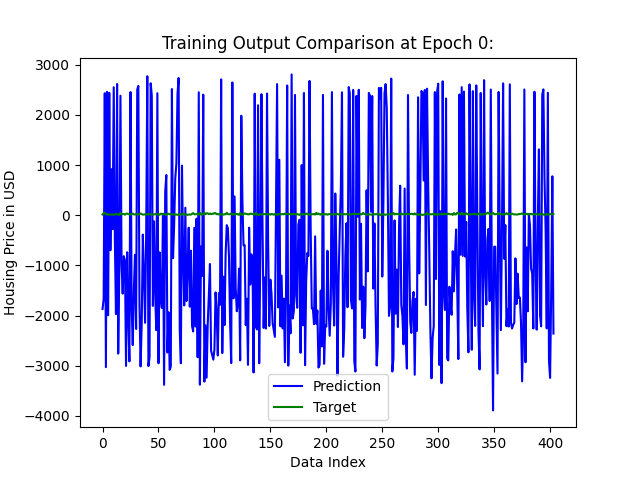 Training Output Comparison at Epoch 0:
3000
2000
1000
0
−1000
−2000
−3000
−4000
Housing Price in USD
Prediction
Target
0 50 100 150 200 250 300 350 400
Data Index